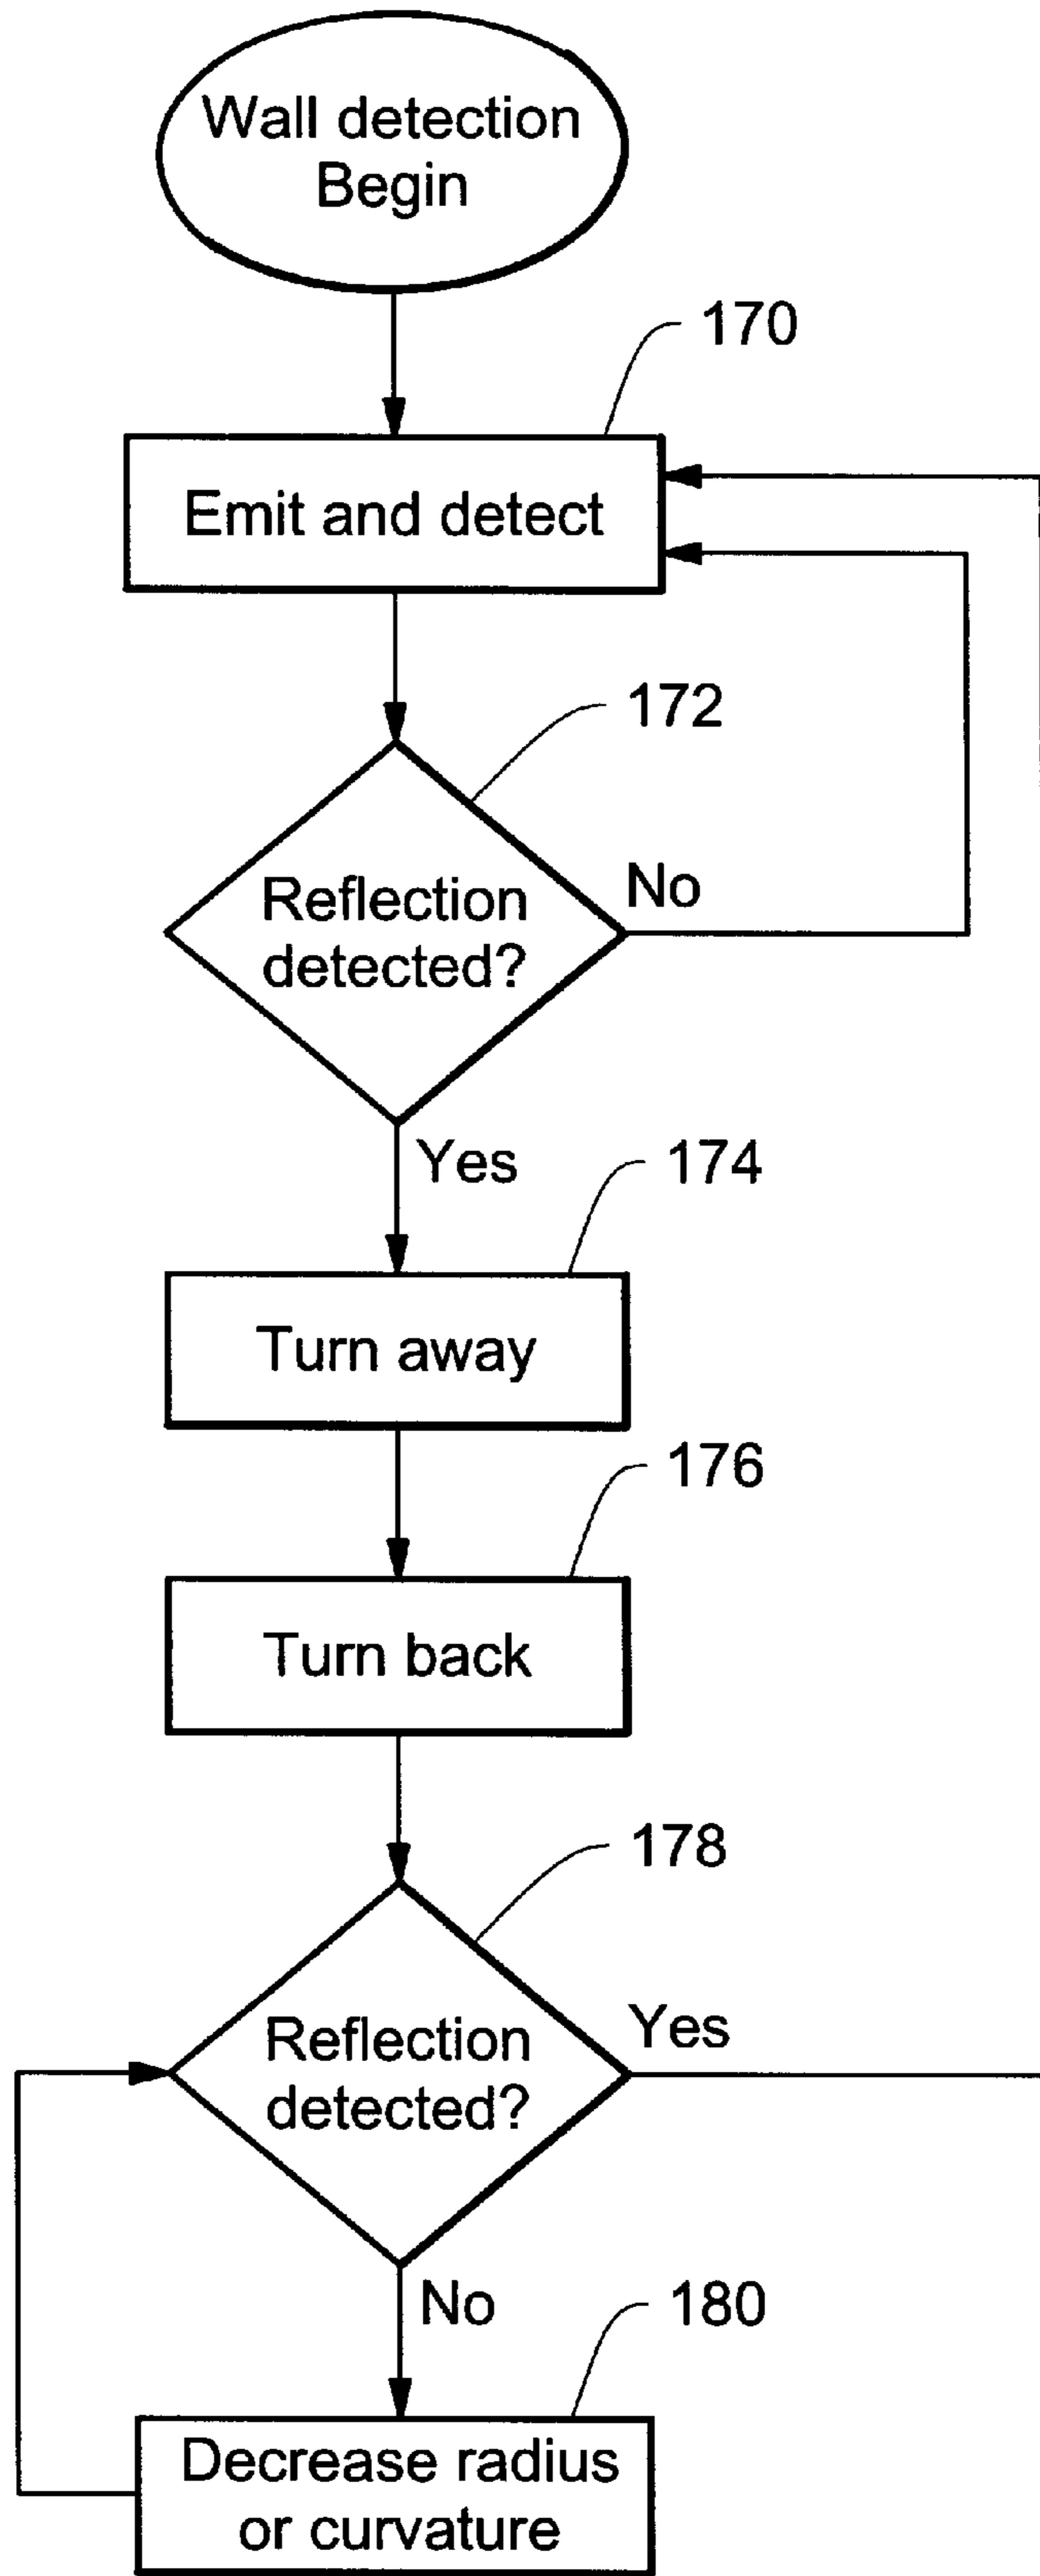 Wall detection
Begin
170
Emit and detect
172
Reflection
detected?
No
Yes
174
Turn away
176
Turn back
178
Reflection
detected?
Yes
No
180
Decrease radius
or curvature